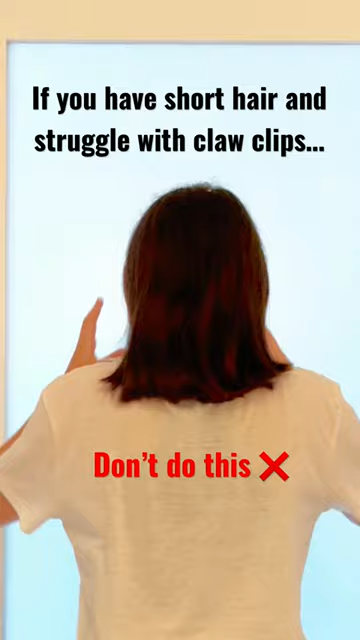 If you have short hair and
struggle with claw clips...
Don't do this ❌